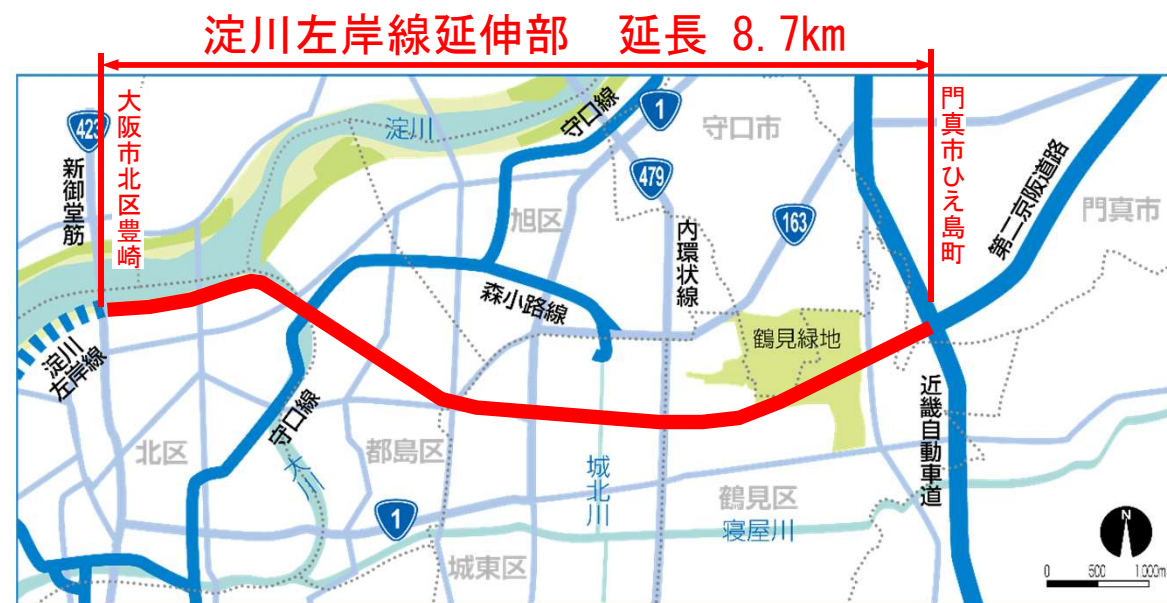 淀川左岸線延伸部　延長 8.7km
大阪市北区豊崎
門真市ひえ島町
423
新御堂筋
淀川
守口線
1
守口市
479
旭区
163
内環状線
第二京阪道路
門真市
森小路線
鶴見緑地
淀川
左岸線
守口線
近畿自動車道
北区
都島区
大川
城北川
鶴見区
寝屋川
1
城東区
N
0 500 1,000m